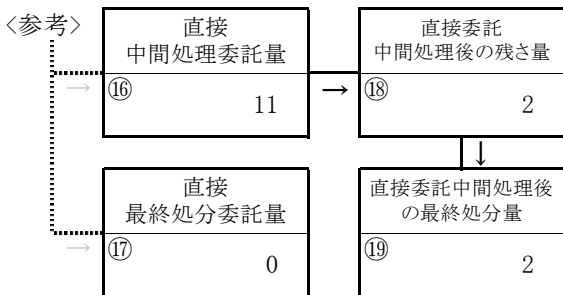 <参考>
直接
中間処理委託量
→ ⑯ 11
→
直接委託
中間処理後の残さ量
⑱ 2
↓
直接
最終処分委託量
→ ⑰ 0
直接委託中間処理後
の最終処分量
⑲ 2